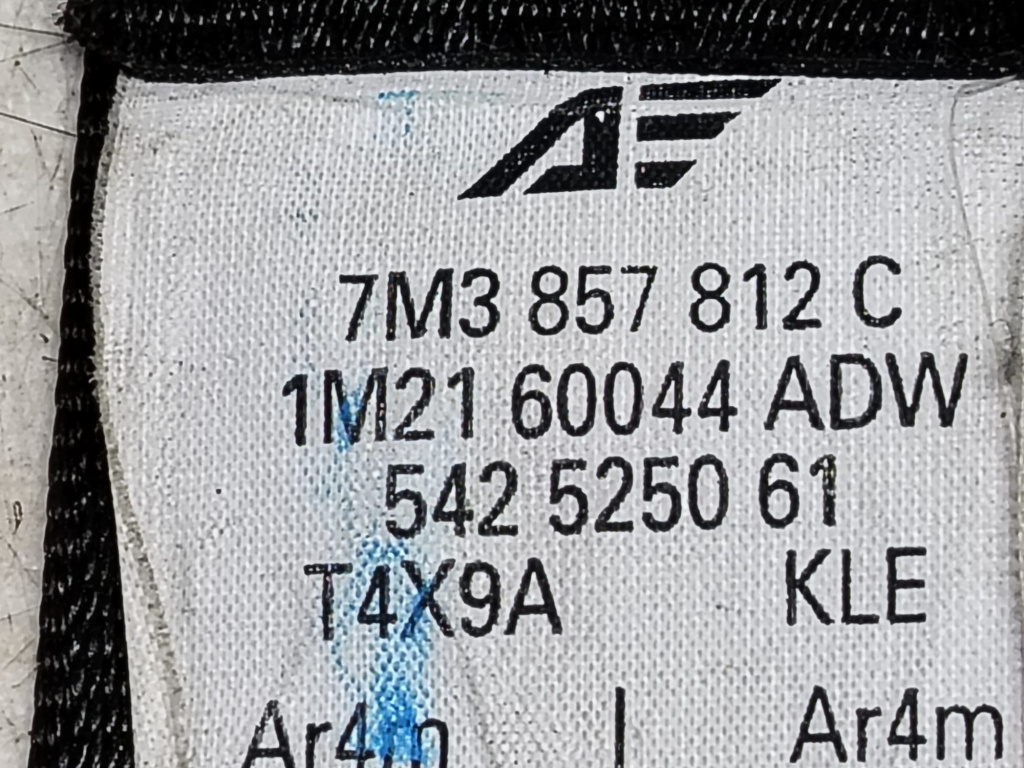 AF
7M3 857 812 C
1M21 60044 ADW
542 5250 61
T4X9A KLE
Ar4m | Ar4m